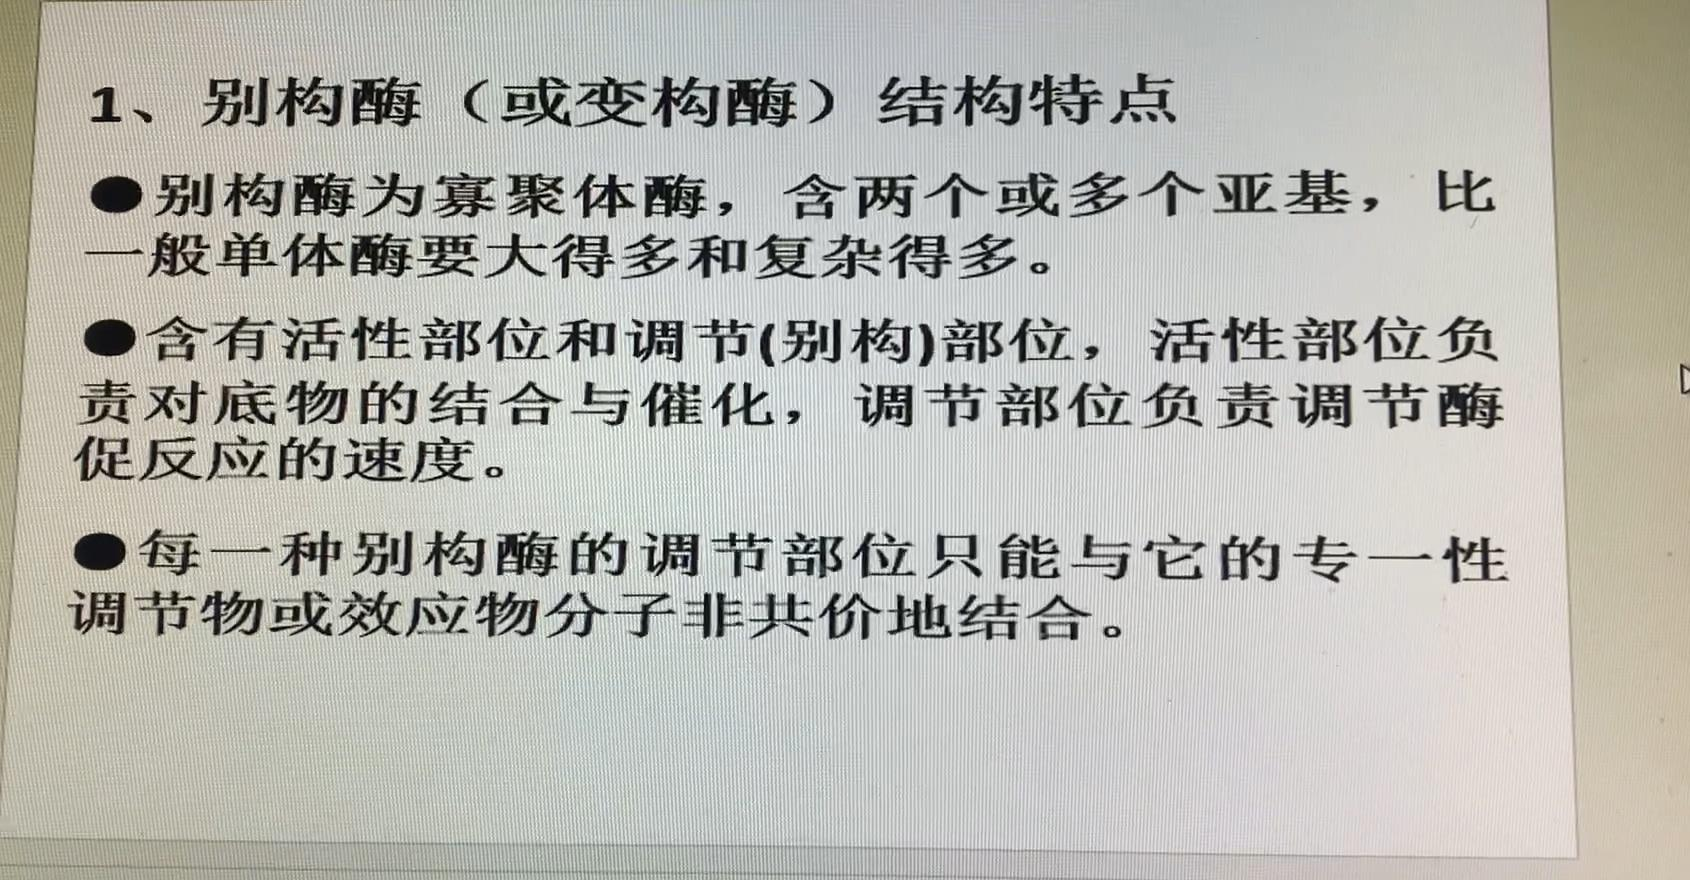 1、别构酶（或变构酶）结构特点
●别构酶为寡聚体酶，含两个或多个亚基，比
一般单体酶要大得多和复杂得多。
●含有活性部位和调节(别构)部位，活性部位负
责对底物的结合与催化，调节部位负责调节酶
促反应的速度。
●每一种别构酶的调节部位只能与它的专一性
调节物或效应物分子非共价地结合。